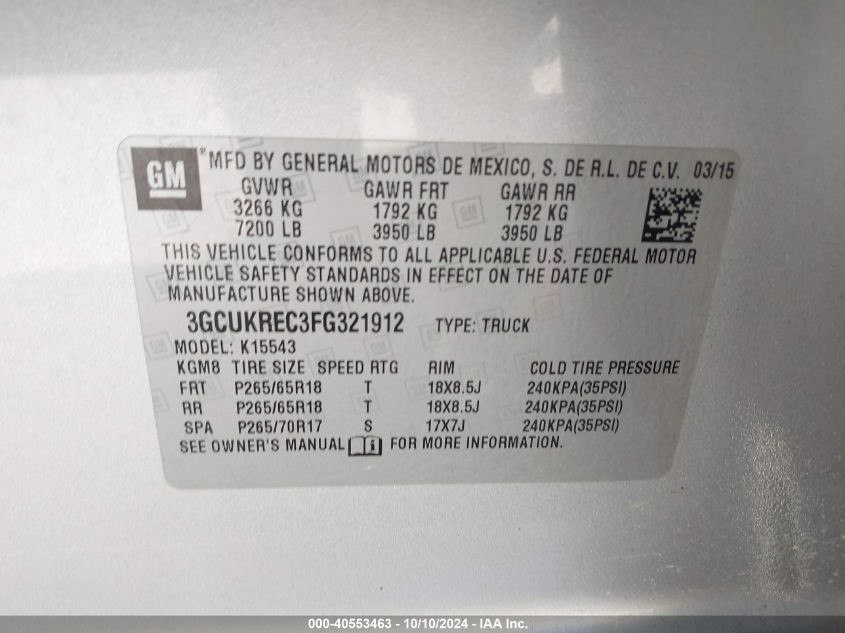 GM *MFD BY GENERAL MOTORS DE MEXICO, S. DE R.L. DE C.V. 03/15
GVWR GAWR FRT GAWR RR
3266 KG 1792 KG 1792 KG
7200 LB 3950 LB 3950 LB
THIS VEHICLE CONFORMS TO ALL APPLICABLE U.S. FEDERAL MOTOR
VEHICLE SAFETY STANDARDS IN EFFECT ON THE DATE OF
MANUFACTURE SHOWN ABOVE.
3GCUKREC3FG321912 TYPE: TRUCK
MODEL: K15543
KGM8 TIRE SIZE SPEED RTG RIM COLD TIRE PRESSURE
FRT P265/65R18 T 18X8.5J 240KPA(35PSI)
RR P265/65R18 T 18X8.5J 240KPA(35PSI)
SPA P265/70R17 S 17X7J 240KPA(35PSI)
SEE OWNER'S MANUAL FOR MORE INFORMATION.
000-40553463 - 10/10/2024 - IAA Inc.